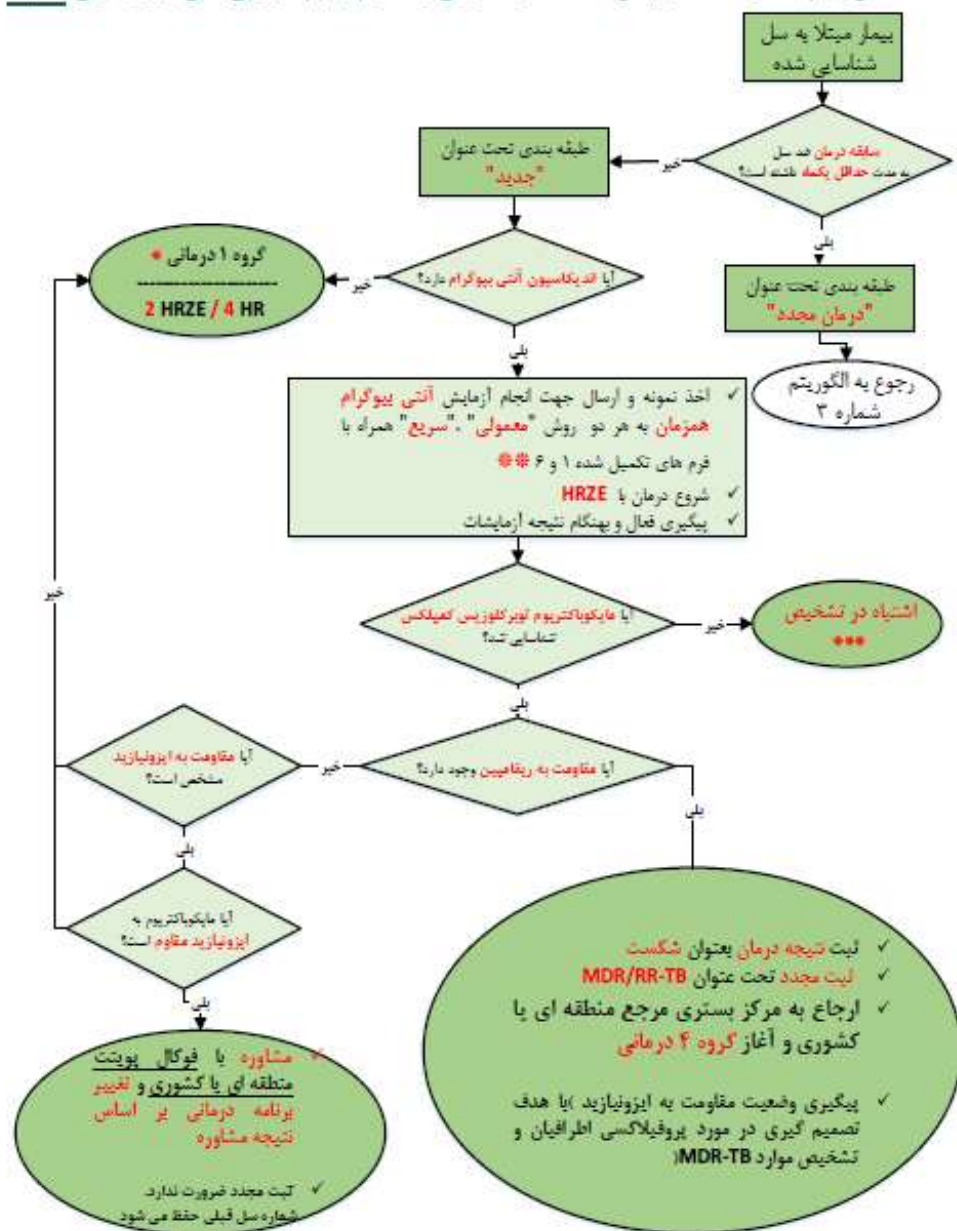 بیمار مبتلا به سل
شناسایی شده
سابقه درمان ضد سل
به مدت حداقل یکماه داشته است؟
خیر
طبقه بندی تحت عنوان
"جدید"
بلی
طبقه بندی تحت عنوان
"درمان مجدد"
رجوع به الگوریتم
شماره ۳
آیا اندیکاسیون آنتی بیوگرام دارد؟
خیر
گروه ۱ درمانی *
----------------------
2 HRZE / 4 HR
بلی
✓ اخذ نمونه و ارسال جهت انجام آزمایش آنتی بیوگرام
همزمان به هر دو روش "معمولی"، "سریع" همراه با
فرم های تکمیل شده ۱ و ۶ **
✓ شروع درمان با HRZE
✓ پیگیری فعال و بهنگام نتیجه آزمایشات
آیا مایکوباکتریوم توبرکلوزیس کمپلکس
شناسایی شد؟
خیر
اشتباه در تشخیص
***
بلی
آیا مقاومت به ریفامپین وجود دارد؟
خیر
آیا مقاومت به ایزونیازید
مشخص است؟
خیر
بلی
بلی
آیا مایکوباکتریوم به
ایزونیازید مقاوم است؟
بلی
✓ مشاوره با فوکال پوینت
منطقه ای یا کشوری و تغییر
برنامه درمانی بر اساس
نتیجه مشاوره
✓ ثبت مجدد ضرورت ندارد.
شماره سل قبلی حفظ می شود
✓ ثبت نتیجه درمان بعنوان شکست
✓ ثبت مجدد تحت عنوان MDR/RR-TB
✓ ارجاع به مرکز بستری مرجع منطقه ای یا
کشوری و آغاز گروه ۴ درمانی
✓ پیگیری وضعیت مقاومت به ایزونیازید )با هدف
تصمیم گیری در مورد پروفیلاکسی اطرافیان و
تشخیص موارد MDR-TB(